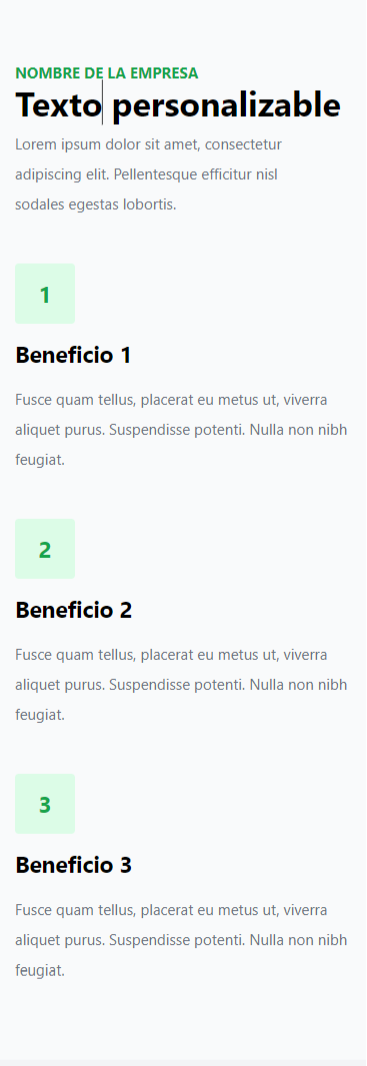 NOMBRE DE LA EMPRESA
Texto personalizable
Lorem ipsum dolor sit amet, consectetur
adipiscing elit. Pellentesque efficitur nisl
sodales egestas lobortis.
1
Beneficio 1
Fusce quam tellus, placerat eu metus ut, viverra
aliquet purus. Suspendisse potenti. Nulla non nibh
feugiat.
2
Beneficio 2
Fusce quam tellus, placerat eu metus ut, viverra
aliquet purus. Suspendisse potenti. Nulla non nibh
feugiat.
3
Beneficio 3
Fusce quam tellus, placerat eu metus ut, viverra
aliquet purus. Suspendisse potenti. Nulla non nibh
feugiat.